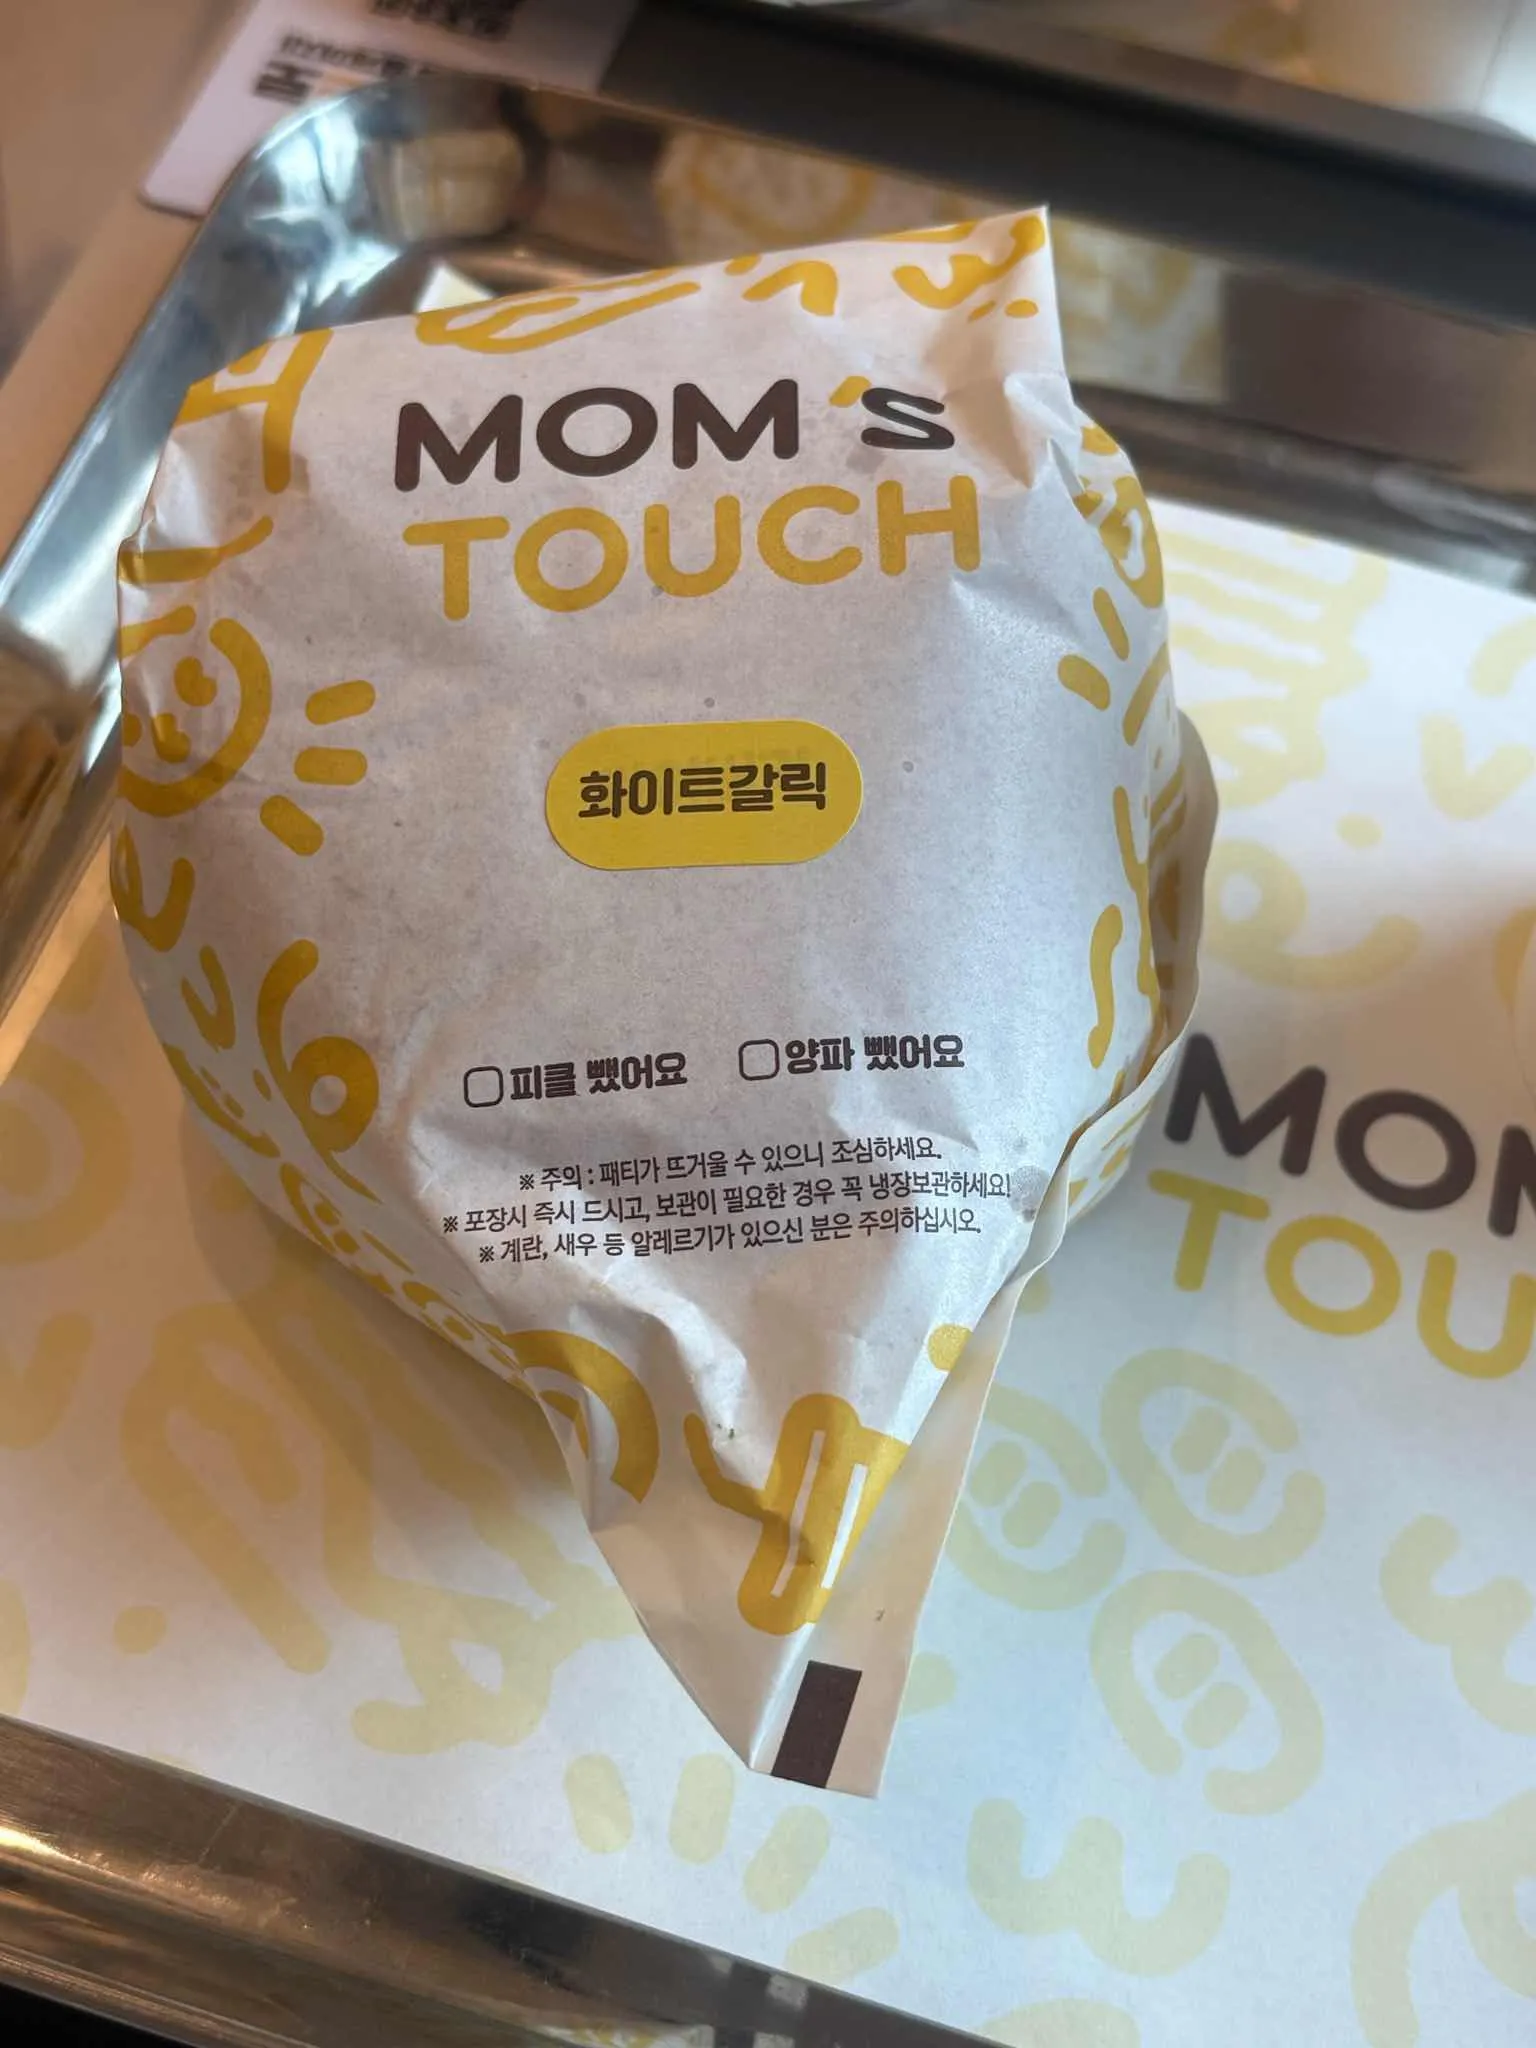 MOM's
TOUCH
화이트갈릭
피클 뺐어요 양파 뺐어요
※ 주의 : 패티가 뜨거울 수 있으니 조심하세요.
※ 포장시 즉시 드시고, 보관이 필요한 경우 꼭 냉장보관하세요!
※ 계란, 새우 등 알레르기가 있으신 분은 주의하십시오.
MOM
TOU